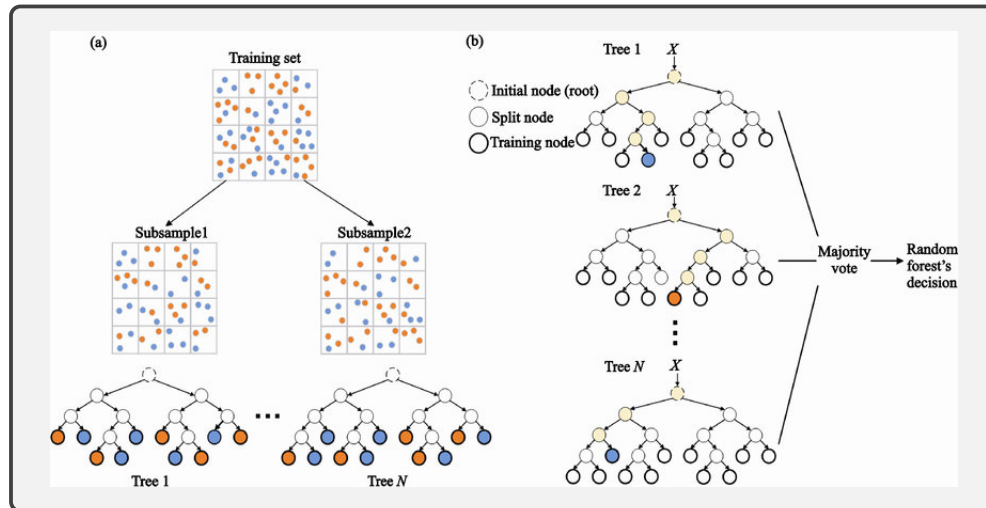 (a)
Training set
Subsample1
Subsample2
Tree 1
Tree N
(b)
Tree 1 X
Initial node (root)
Split node
Training node
Tree 2 X
Majority
vote
Random
forest's
decision
Tree N X